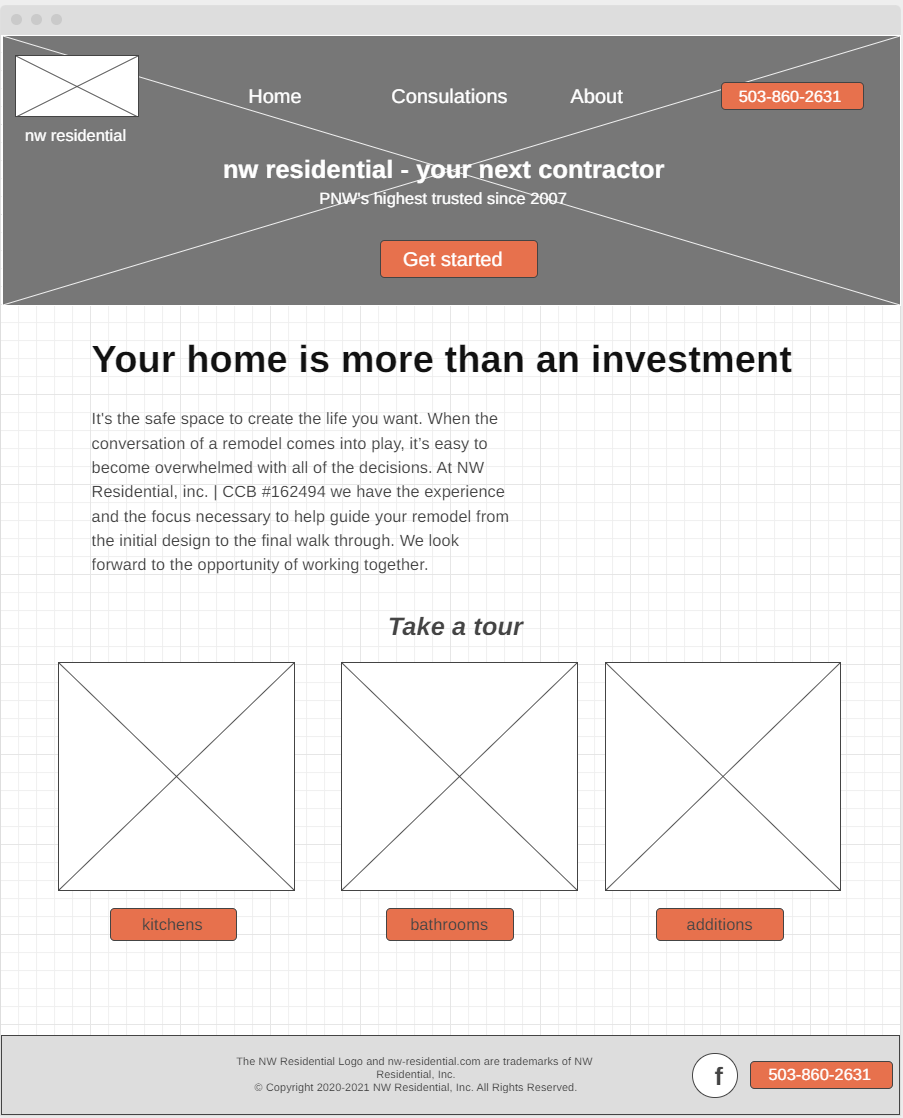 Home
Consulations
About
503-860-2631
nw residential
nw residential - your next contractor
PNW's highest trusted since 2007
Get started
Your home is more than an investment
It's the safe space to create the life you want. When the
conversation of a remodel comes into play, it’s easy to
become overwhelmed with all of the decisions. At NW
Residential, inc. | CCB #162494 we have the experience
and the focus necessary to help guide your remodel from
the initial design to the final walk through. We look
forward to the opportunity of working together.
Take a tour
kitchens
bathrooms
additions
The NW Residential Logo and nw-residential.com are trademarks of NW
Residential, Inc.
© Copyright 2020-2021 NW Residential, Inc. All Rights Reserved.
f
503-860-2631